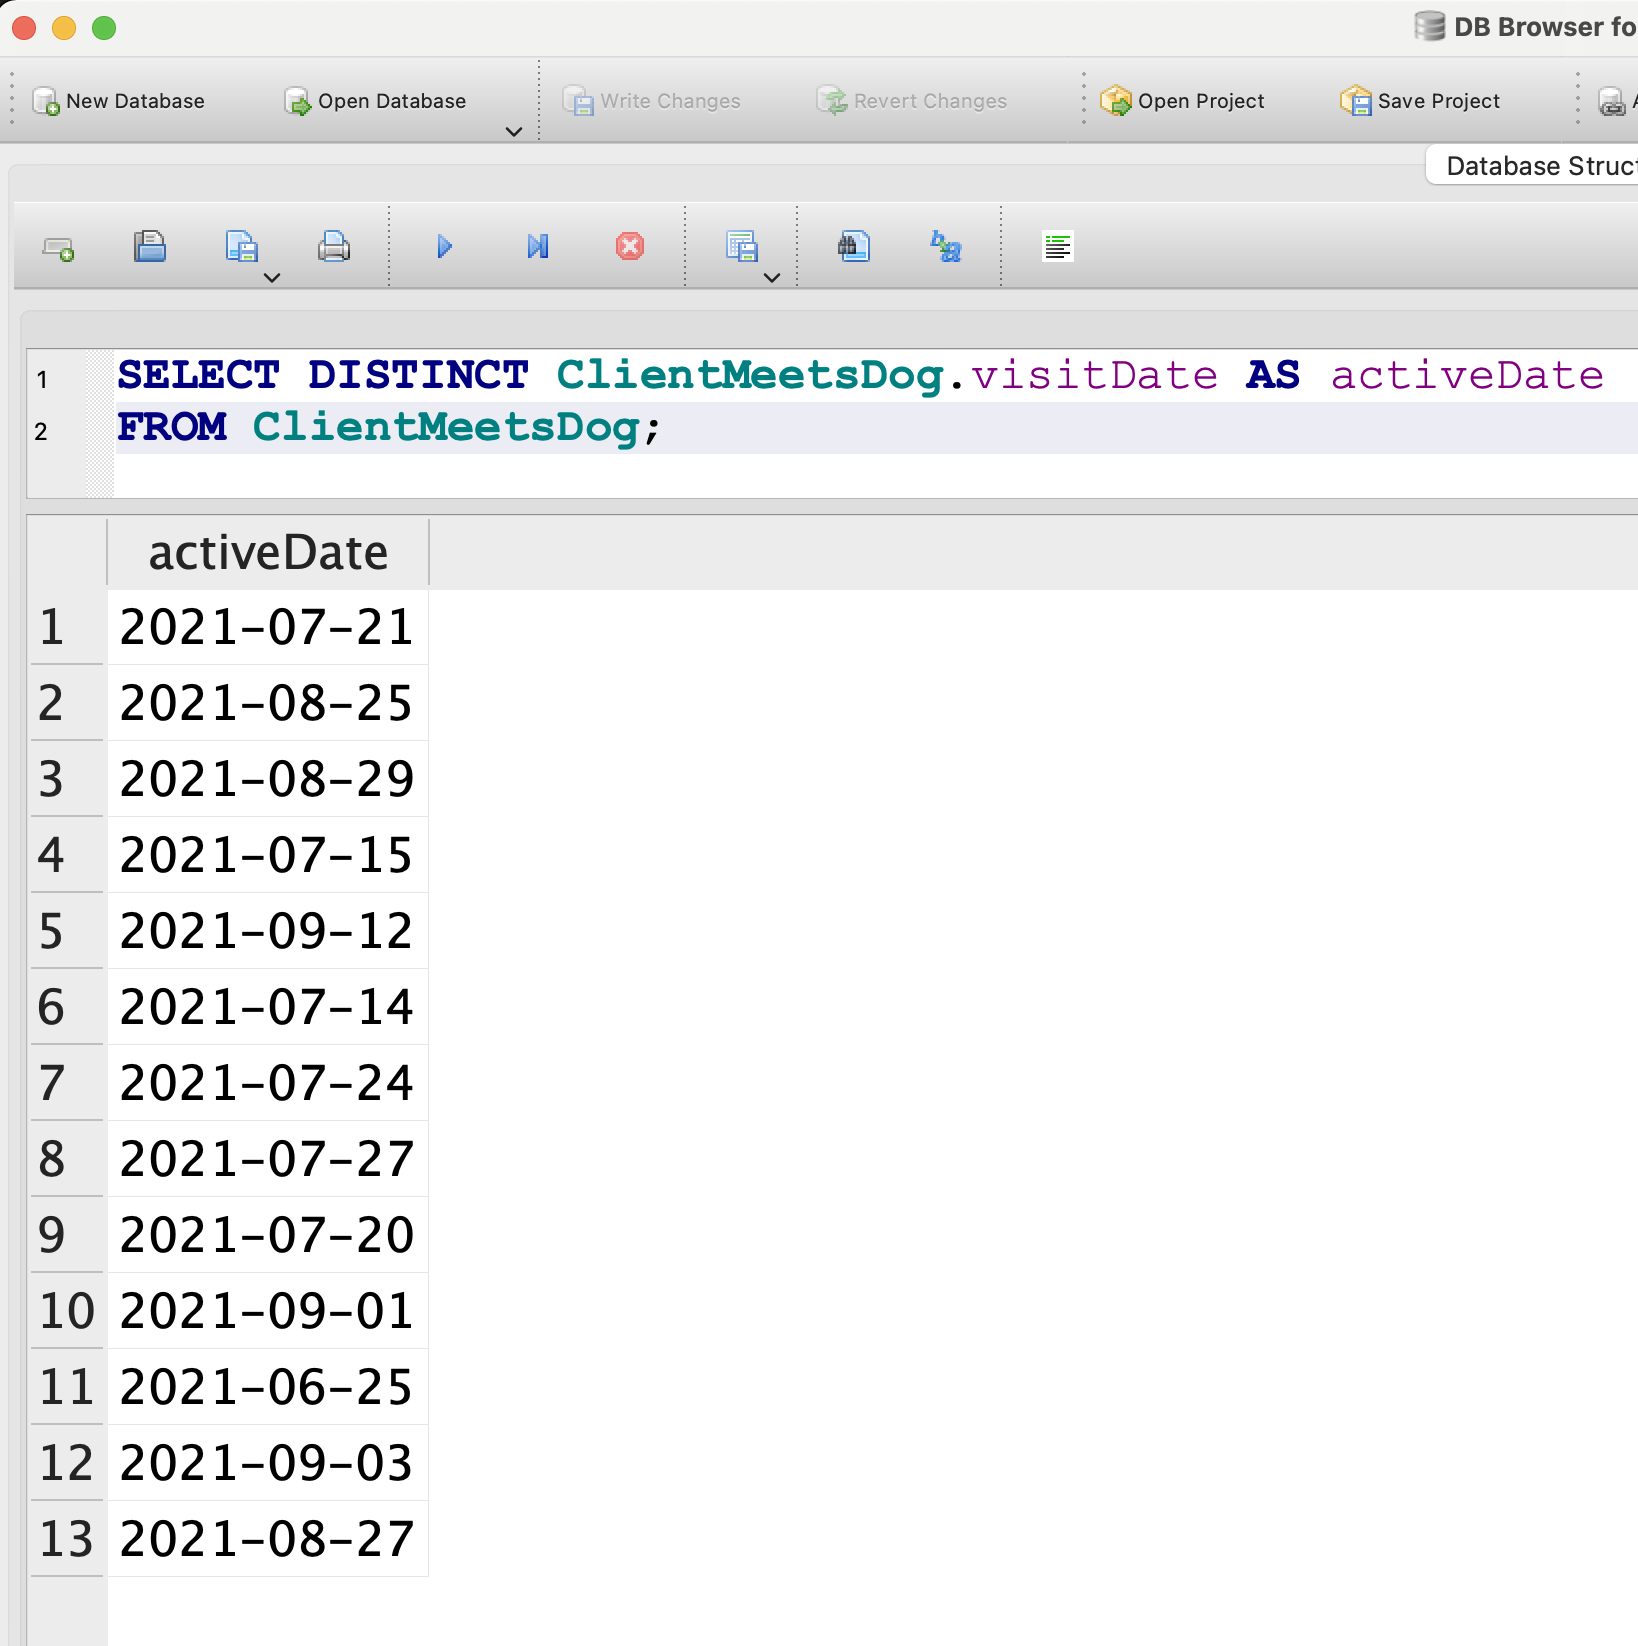 DB Browser fo
New Database Open Database Write Changes Revert Changes Open Project Save Project A
Database Struct
1 SELECT DISTINCT ClientMeetsDog.visitDate AS activeDate
2 FROM ClientMeetsDog;
activeDate
1 2021-07-21
2 2021-08-25
3 2021-08-29
4 2021-07-15
5 2021-09-12
6 2021-07-14
7 2021-07-24
8 2021-07-27
9 2021-07-20
10 2021-09-01
11 2021-06-25
12 2021-09-03
13 2021-08-27